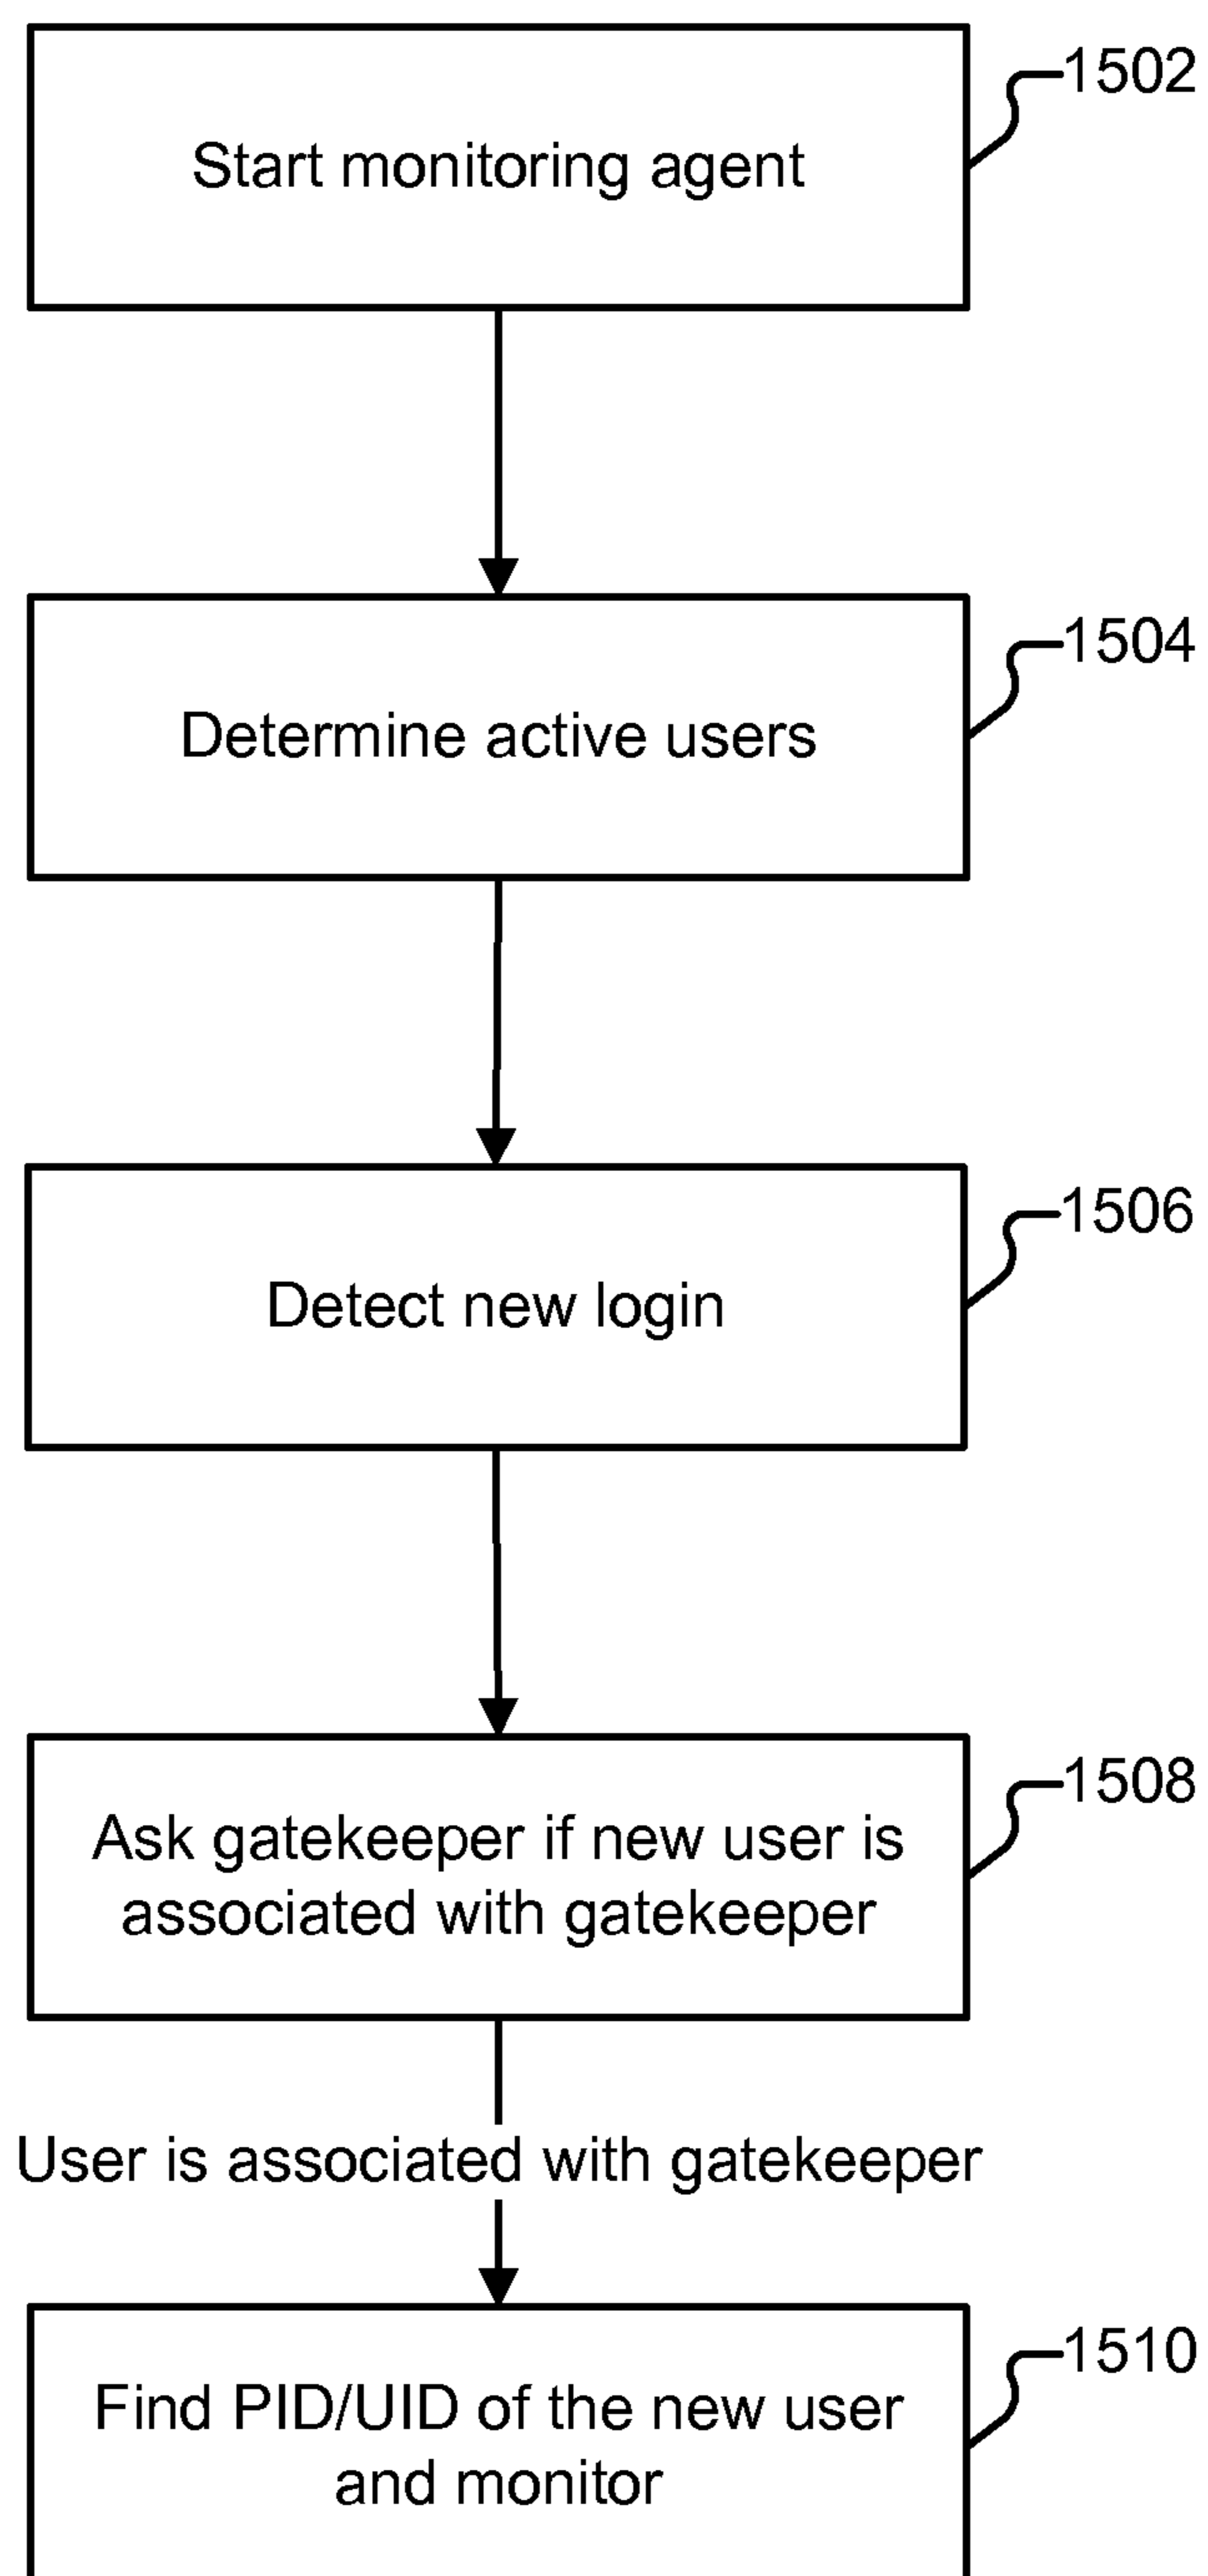 1502
Start monitoring agent
1504
Determine active users
1506
Detect new login
1508
Ask gatekeeper if new user is
associated with gatekeeper
User is associated with gatekeeper
1510
Find PID/UID of the new user
and monitor